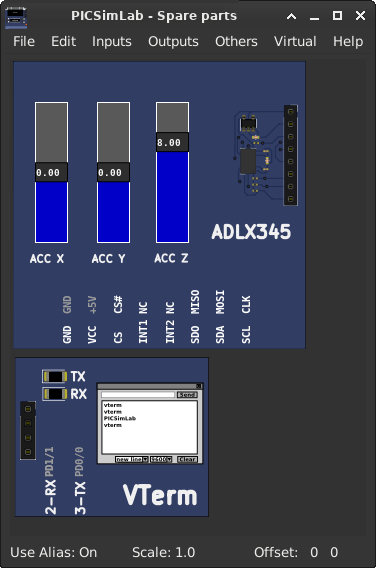 PICSimLab - Spare parts
File Edit Inputs Outputs Others Virtual Help
0.00 0.00 8.00
ADLX345
ACC X ACC Y ACC Z
GND GND
VCC +5V
CS CS#
INT1 NC
INT2 NC
SDO MISO
SDA MOSI
SCL CLK
TX
RX
Send
vterm
vterm
PICSimLab
vterm
new line 9600 Clear
2-RX PD1/1
3-TX PD0/0
VTerm
Use Alias: On Scale: 1.0 Offset: 0 0